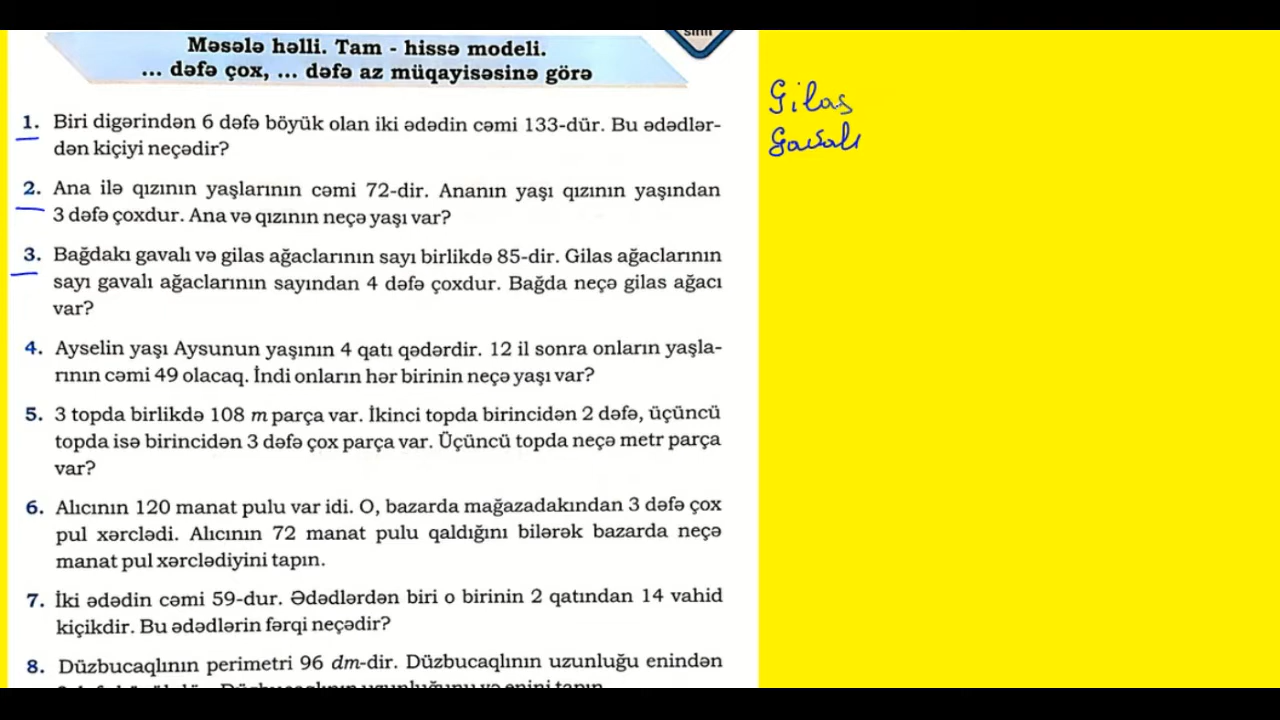 sinif
Məsələ həlli. Tam - hissə modeli.
... dəfə çox, ... dəfə az müqayisəsinə görə
1. Biri digərindən 6 dəfə böyük olan iki ədədin cəmi 133-dür. Bu ədədlər-
dən kiçiyi neçədir?
2. Ana ilə qızının yaşlarının cəmi 72-dir. Ananın yaşı qızının yaşından
3 dəfə çoxdur. Ana və qızının neçə yaşı var?
3. Bağdakı gavalı və gilas ağaclarının sayı birlikdə 85-dir. Gilas ağaclarının
sayı gavalı ağaclarının sayından 4 dəfə çoxdur. Bağda neçə gilas ağacı
var?
4. Ayselin yaşı Aysunun yaşının 4 qatı qədərdir. 12 il sonra onların yaşla-
rının cəmi 49 olacaq. İndi onların hər birinin neçə yaşı var?
5. 3 topda birlikdə 108 m parça var. İkinci topda birincidən 2 dəfə, üçüncü
topda isə birincidən 3 dəfə çox parça var. Üçüncü topda neçə metr parça
var?
6. Alıcının 120 manat pulu var idi. O, bazarda mağazadakından 3 dəfə çox
pul xərclədi. Alıcının 72 manat pulu qaldığını bilərək bazarda neçə
manat pul xərclədiyini tapın.
7. İki ədədin cəmi 59-dur. Ədədlərdən biri o birinin 2 qatından 14 vahid
kiçikdir. Bu ədədlərin fərqi neçədir?
8. Düzbucaqlının perimetri 96 dm-dir. Düzbucaqlının uzunluğu enindən
Gilas
Gavalı